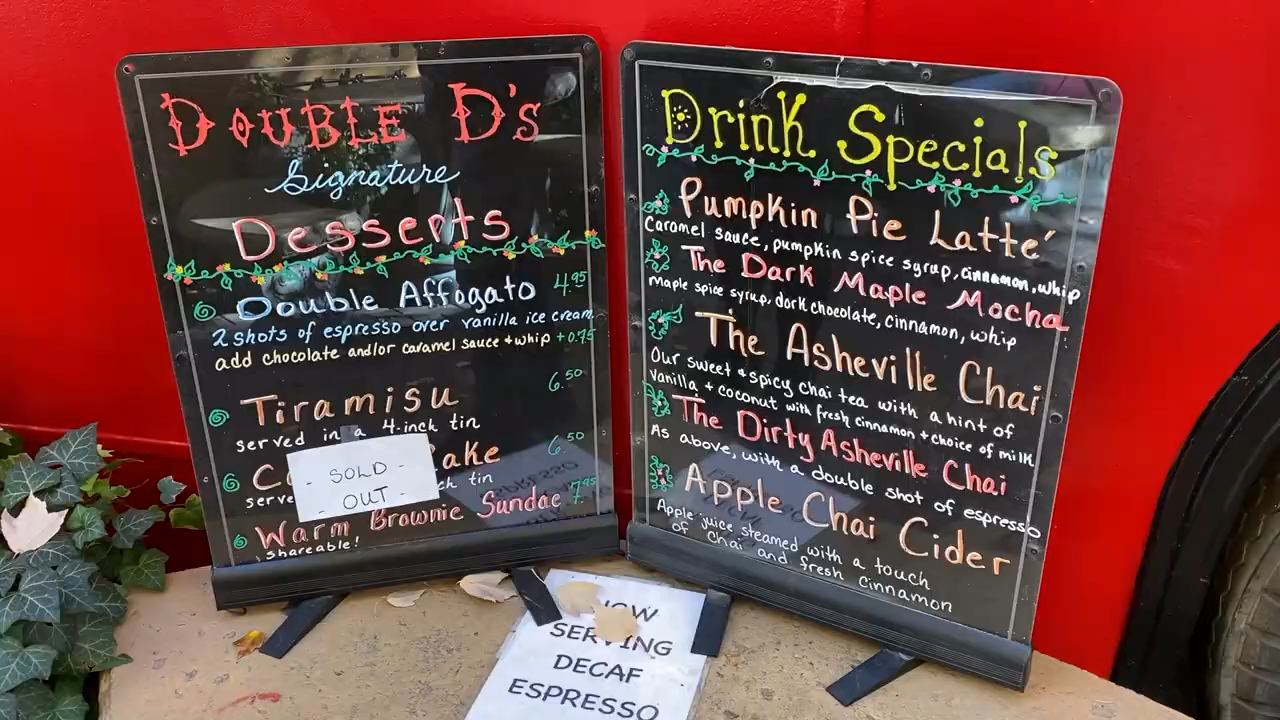 DOUBLE D's
Signature
Desserts
Double Affogato 4.95
2 shots of espresso over vanilla ice cream
add chocolate and/or caramel sauce + whip +0.75
Tiramisu 6.50
served in a 4-inch tin
6.50
SOLD
OUT
tin
Warm Brownie Sundae 7.95
shareable!
Drink Specials
Pumpkin Pie Latté
Caramel sauce, pumpkin spice syrup, cinnamon, whip
The Dark Maple Mocha
maple spice syrup, dark chocolate, cinnamon, whip
The Asheville Chai
Our sweet + spicy chai tea with a hint of
vanilla + coconut with fresh cinnamon + choice of milk
The Dirty Asheville Chai
As above, with a double shot of espresso
Apple Chai Cider
Apple juice steamed with a touch
of chai and fresh cinnamon
NOW
SERVING
DECAF
ESPRESSO